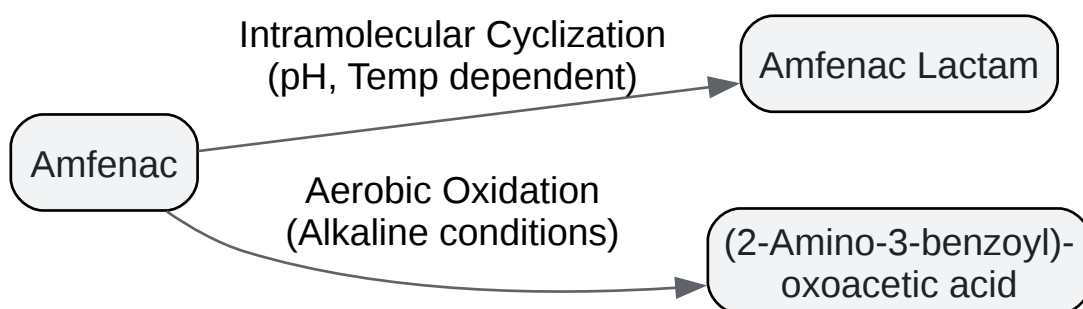 Intramolecular Cyclization
(pH, Temp dependent)
Amfenac Lactam
Amfenac
Aerobic Oxidation
(Alkaline conditions)
(2-Amino-3-benzoyl)-
oxoacetic acid